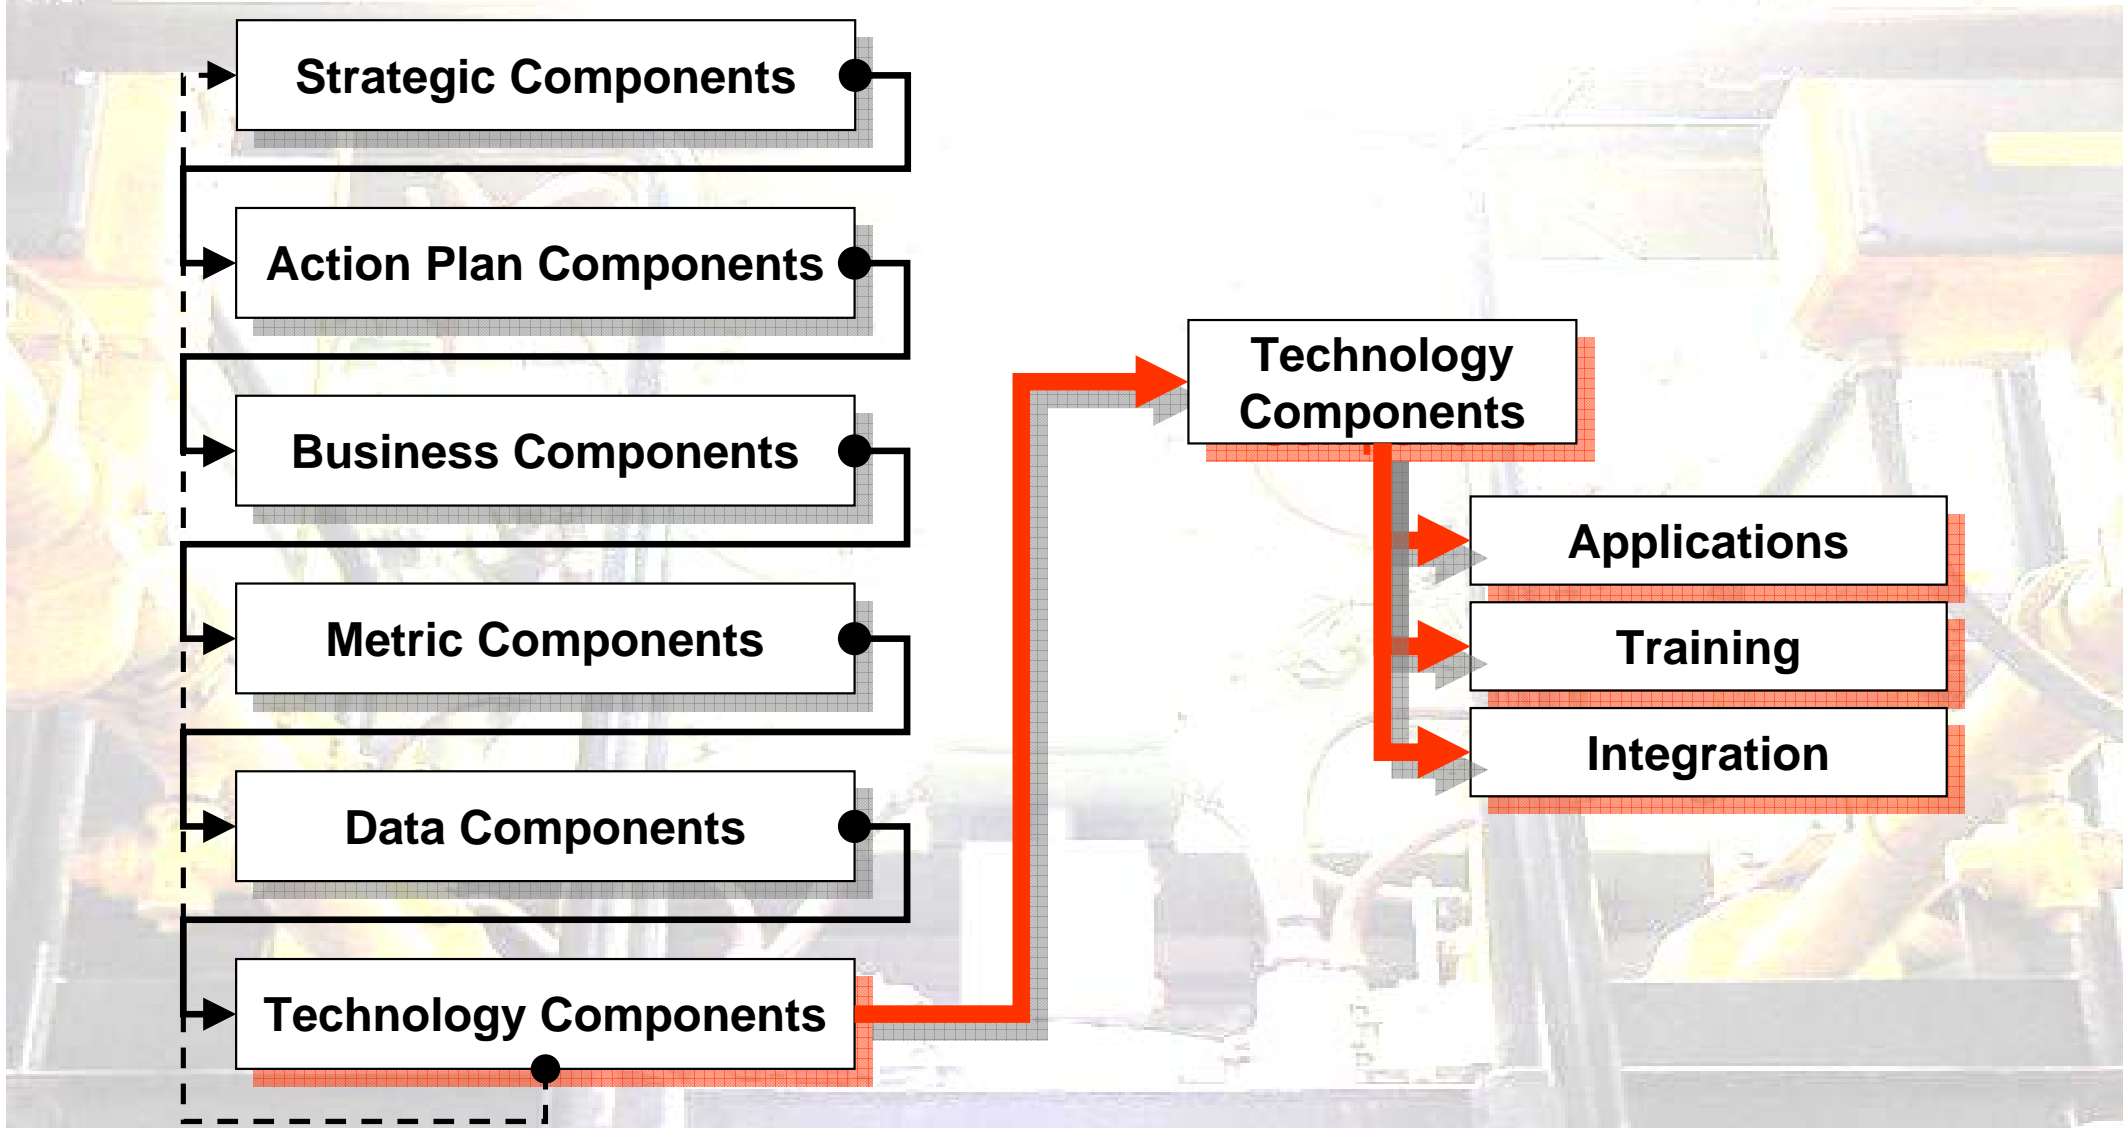 Strategic Components
Action Plan Components
Business Components
Metric Components
Data Components
Technology Components
Technology
Components
Applications
Training
Integration